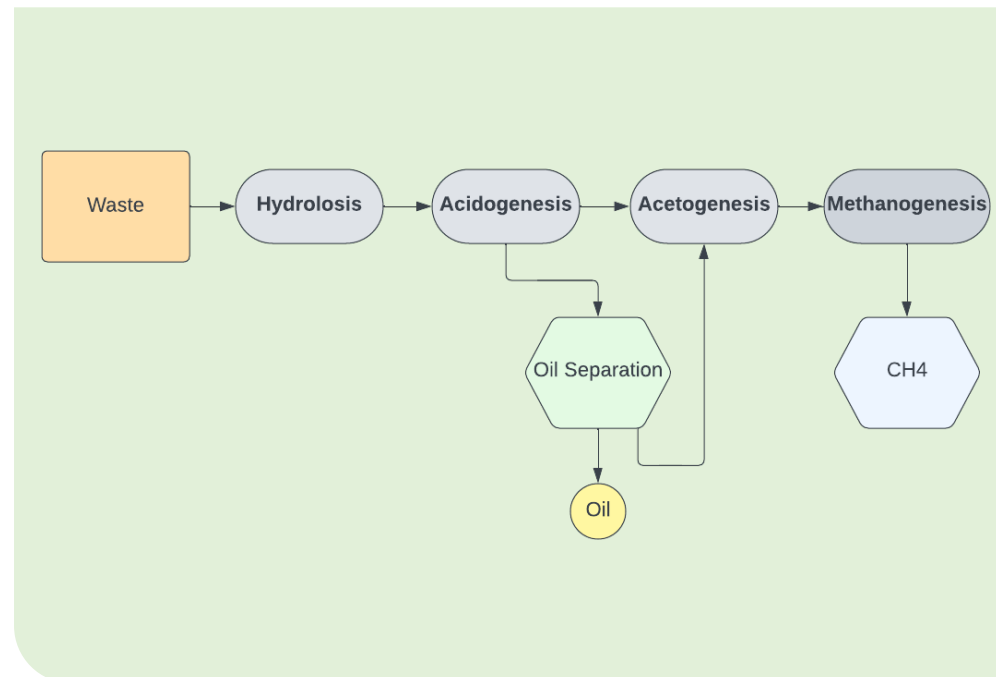 Waste
Hydrolosis
Acidogenesis
Acetogenesis
Methanogenesis
Oil Separation
CH4
Oil